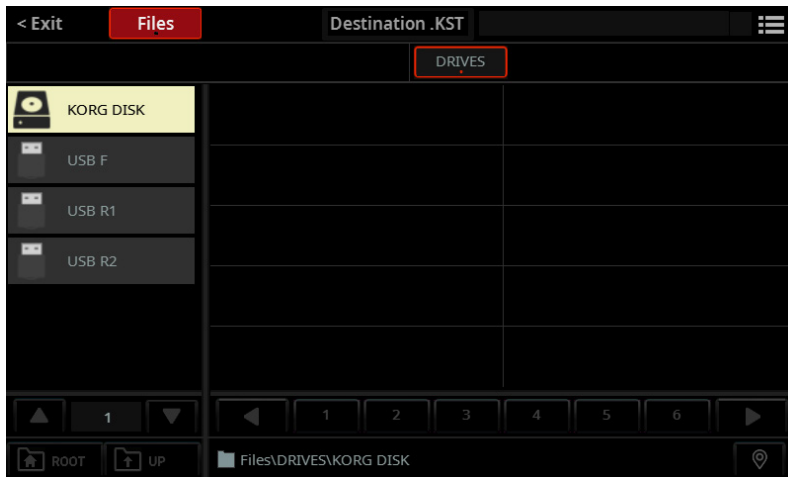 < Exit Files Destination .KST
DRIVES
KORG DISK
USB F
USB R1
USB R2
1 1 2 3 4 5 6
ROOT UP Files\DRIVES\KORG DISK